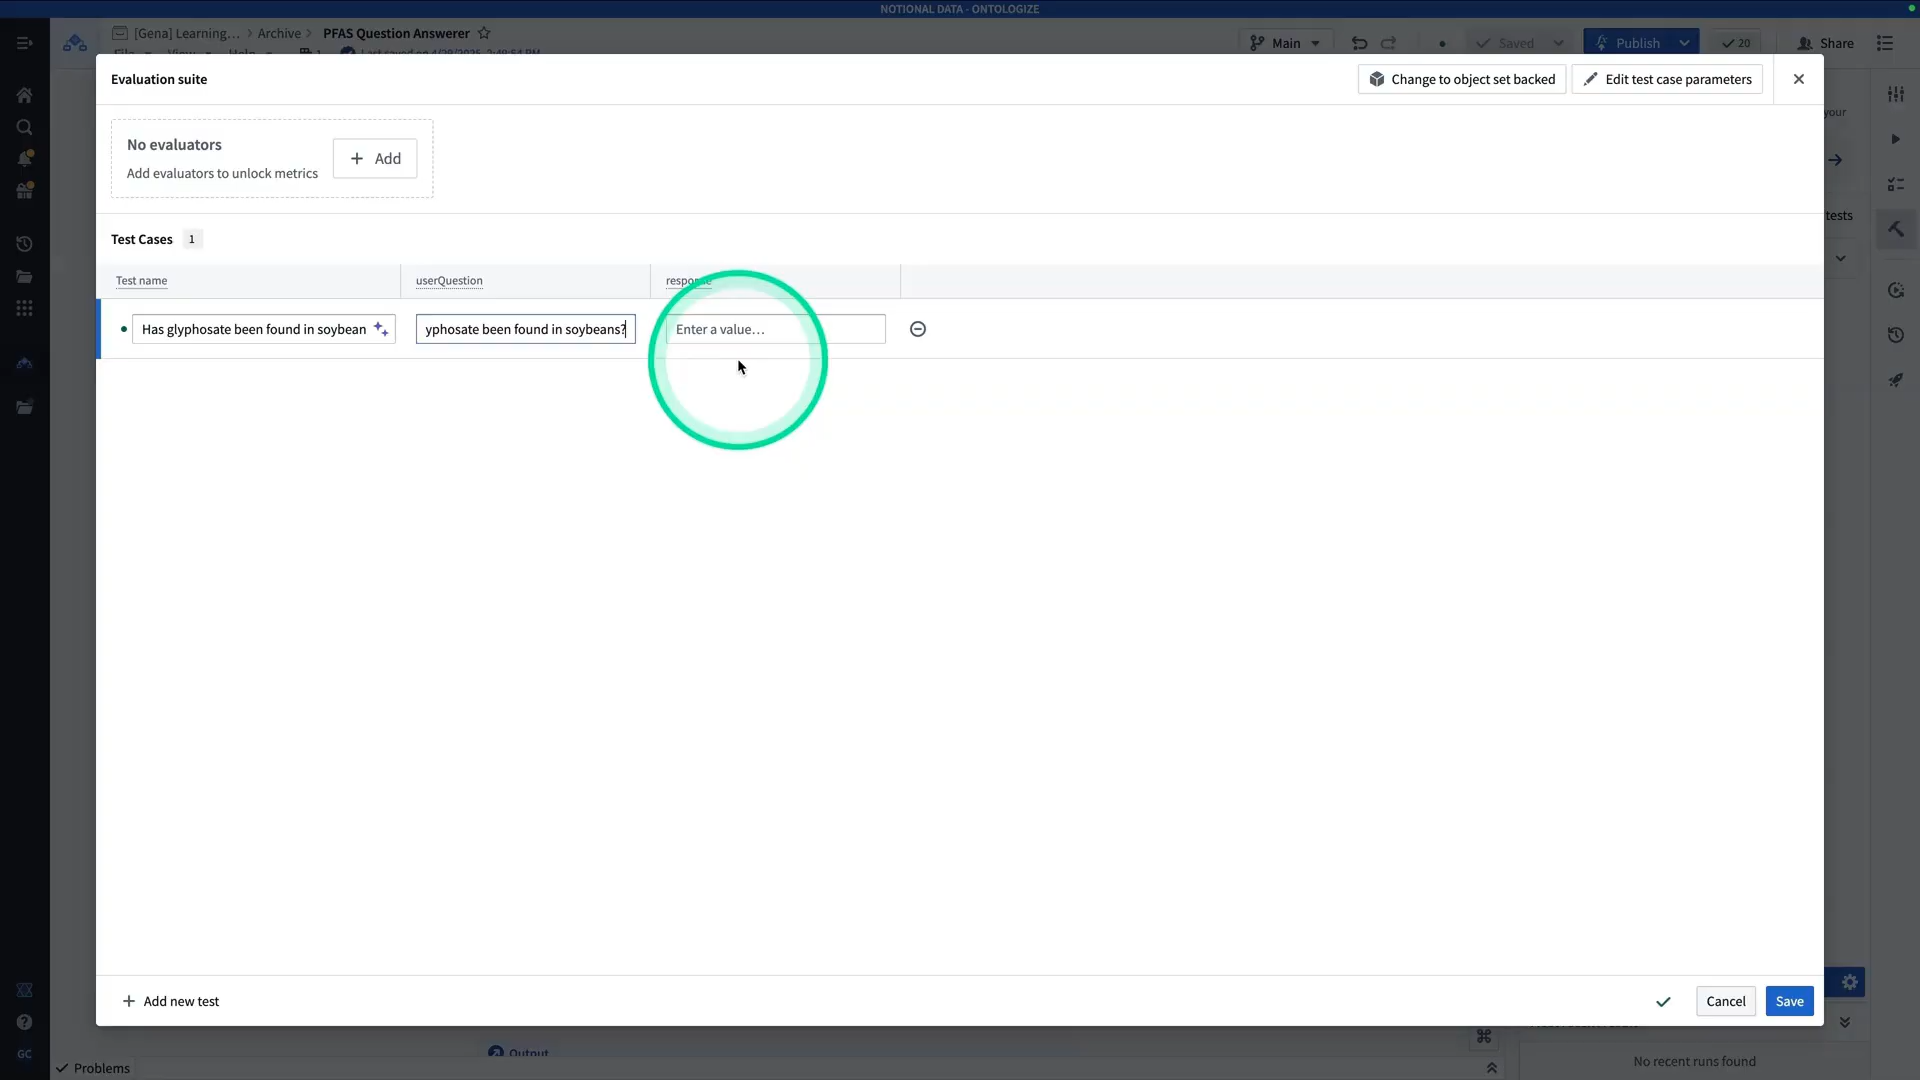 NOTIONAL DATA - ONTOLOGIZE
[Gena] Learning... > Archive > PFAS Question Answerer
Main
Saved
Publish
20
Share
File View Help 1 Last saved on 4/28/2025, 2:48:54 PM
Evaluation suite
Change to object set backed
Edit test case parameters
your
No evaluators
Add evaluators to unlock metrics
+ Add
tests
Test Cases 1
Test name
userQuestion
response
Has glyphosate been found in soybean
yphosate been found in soybeans?
Enter a value...
+ Add new test
Cancel
Save
GC
Output
Problems
No recent runs found